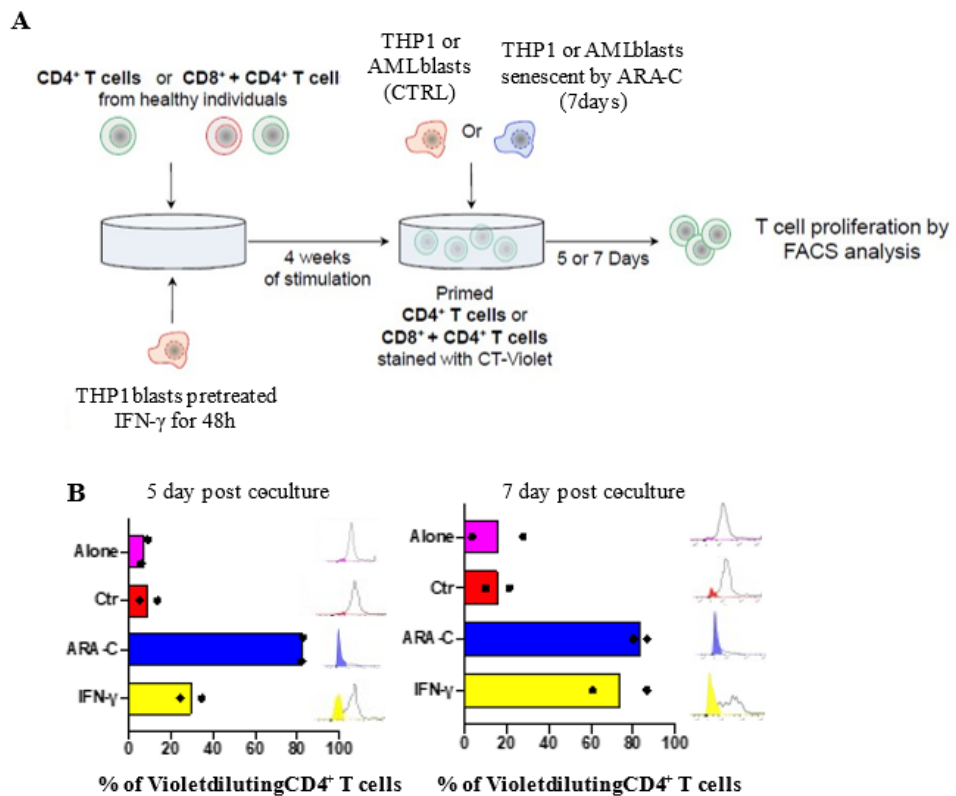 A
CD4⁺ T cells or CD8⁺ + CD4⁺ T cell
from healthy individuals
THP1 or
AMLblasts
(CTRL)
THP1 or AMLblasts
senescent by ARA-C
(7days)
Or
4 weeks
of stimulation
5 or 7 Days
T cell proliferation by
FACS analysis
Primed
CD4⁺ T cells or
CD8⁺ + CD4⁺ T cells
stained with CT-Violet
THP1 blasts pretreated
IFN-γ for 48h
B
5 day post coculture
Alone
Ctr
ARA-C
IFN-γ
0 20 40 60 80 100
% of VioletdilutingCD4⁺ T cells
7 day post coculture
Alone
Ctr
ARA-C
IFN-γ
0 20 40 60 80 100
% of VioletdilutingCD4⁺ T cells